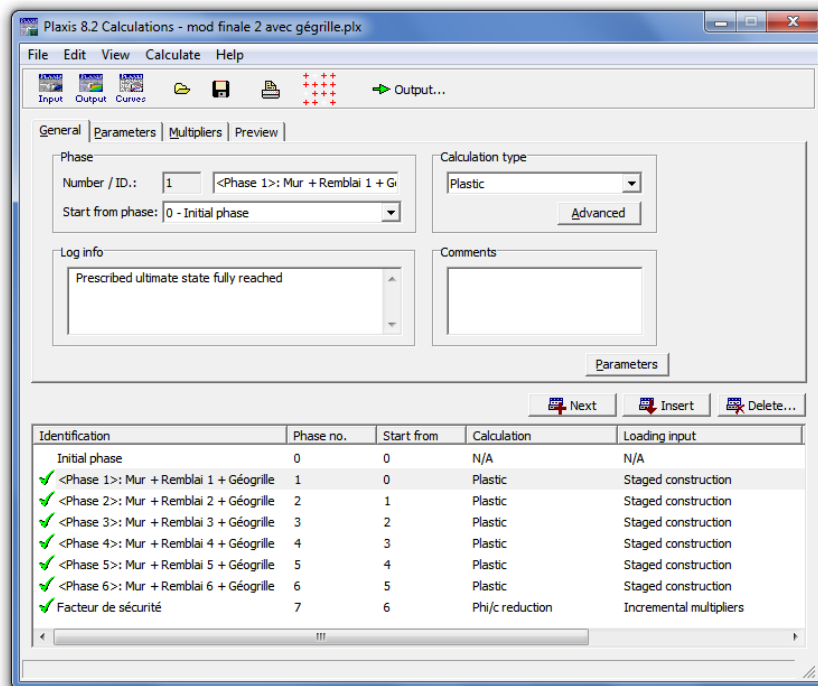 Plaxis 8.2 Calculations - mod finale 2 avec gégrille.plx
File Edit View Calculate Help
Input Output Curves Output...
General Parameters Multipliers Preview
Phase
Number / ID.: 1 <Phase 1>: Mur + Remblai 1 + G
Start from phase: 0 - Initial phase
Calculation type
Plastic
Advanced
Log info
Prescribed ultimate state fully reached
Comments
Parameters
Next Insert Delete...
Identification Phase no. Start from Calculation Loading input
Initial phase 0 0 N/A N/A
<Phase 1>: Mur + Remblai 1 + Géogrille 1 0 Plastic Staged construction
<Phase 2>: Mur + Remblai 2 + Géogrille 2 1 Plastic Staged construction
<Phase 3>: Mur + Remblai 3 + Géogrille 3 2 Plastic Staged construction
<Phase 4>: Mur + Remblai 4 + Géogrille 4 3 Plastic Staged construction
<Phase 5>: Mur + Remblai 5 + Géogrille 5 4 Plastic Staged construction
<Phase 6>: Mur + Remblai 6 + Géogrille 6 5 Plastic Staged construction
Facteur de sécurité 7 6 Phi/c reduction Incremental multipliers